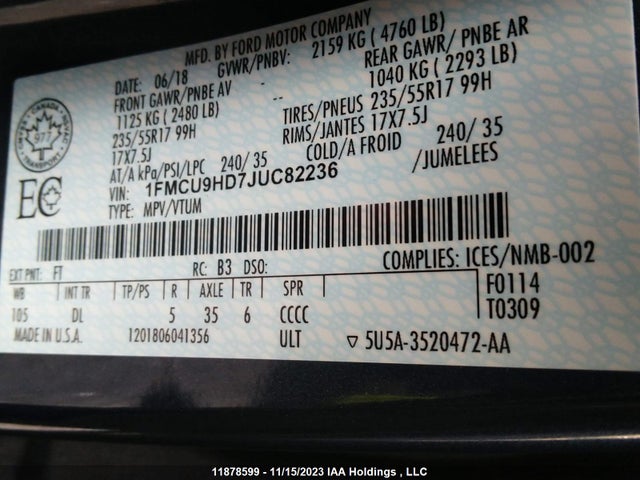 MFD. BY FORD MOTOR COMPANY
DATE: 06/18 GVWR/PNBV: 2159 KG ( 4760 LB)
FRONT GAWR/PNBE AV - - REAR GAWR/ PNBE AR
1125 KG ( 2480 LB) 1040 KG ( 2293 LB)
235/55R17 99H TIRES/PNEUS 235/55R17 99H
17X7.5J RIMS/JANTES 17X7.5J
AT/A kPa/PSI/LPC 240/ 35 COLD/A FROID 240/ 35
VIN: 1FMCU9HD7JUC82236 /JUMELEES
TYPE: MPV/VTUM
EC
CANADA
TRANSPORT
COMPLIES: ICES/NMB-002
EXT PNT: FT RC: B3 DSO:
WB INT TR TP/PS R AXLE TR SPR F0114
105 DL 5 35 6 CCCC T0309
MADE IN U.S.A. 1201806041356 ULT ▽ 5U5A-3520472-AA
11878599 - 11/15/2023 IAA Holdings , LLC